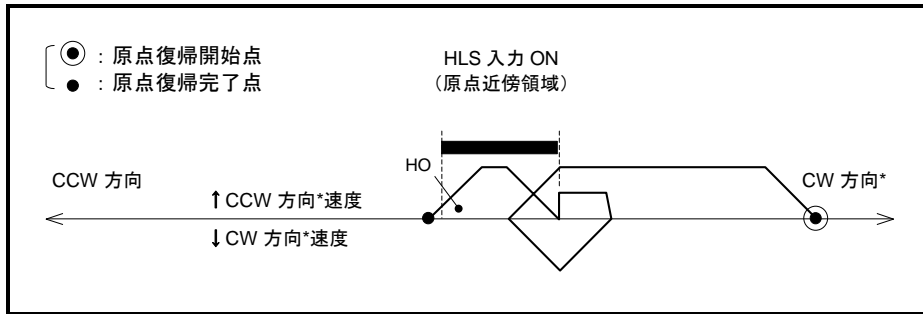 : 原点復帰開始点
: 原点復帰完了点
HLS 入力 ON
(原点近傍領域)
HO
CCW 方向
CW 方向*
↑ CCW 方向*速度
↓ CW 方向*速度